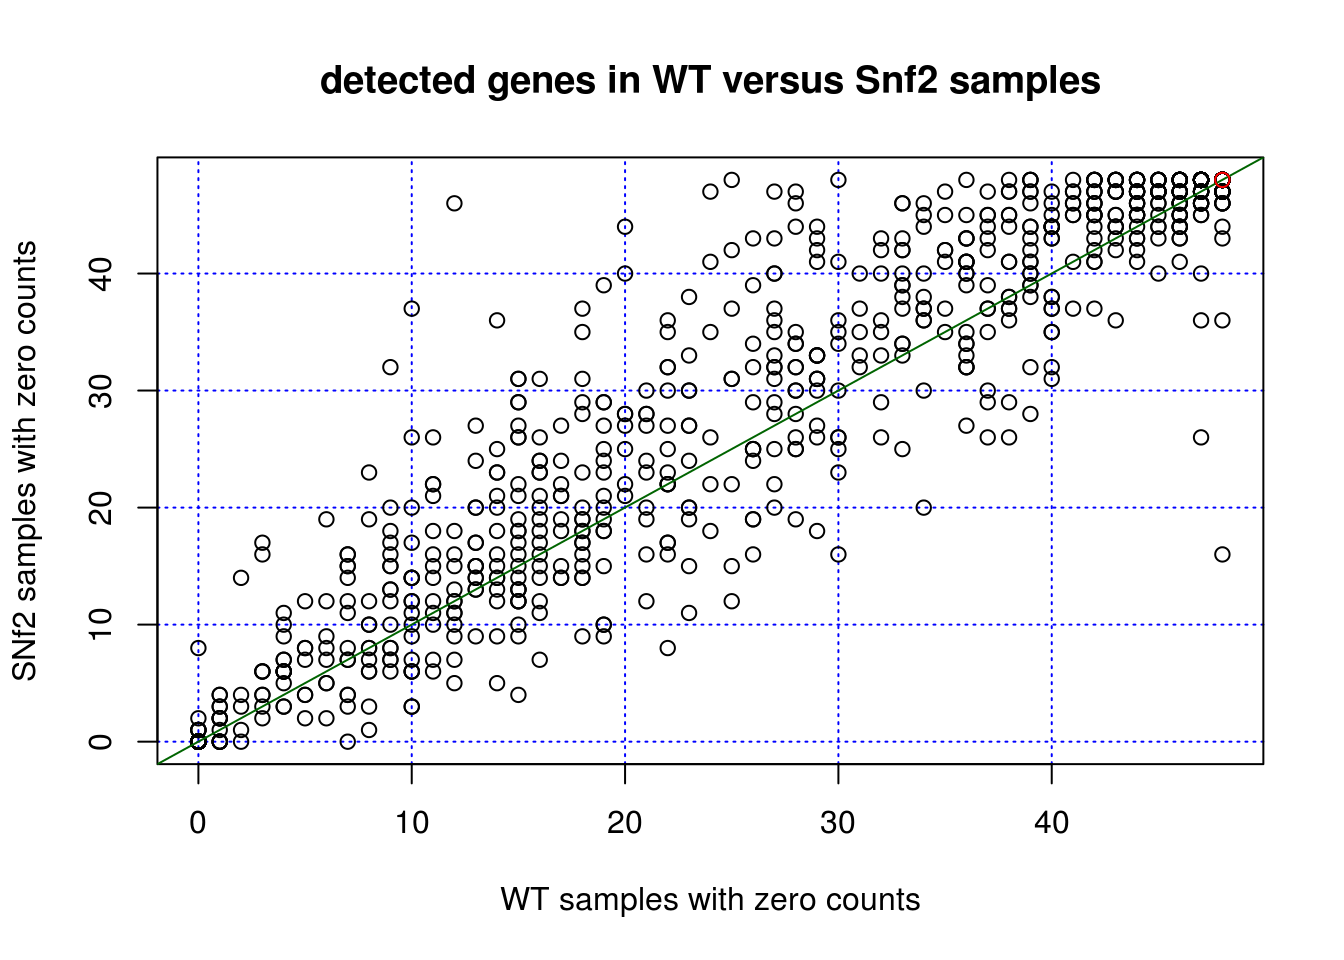 detected genes in WT versus Snf2 samples
SNf2 samples with zero counts
40
30
20
10
0
0 10 20 30 40
WT samples with zero counts